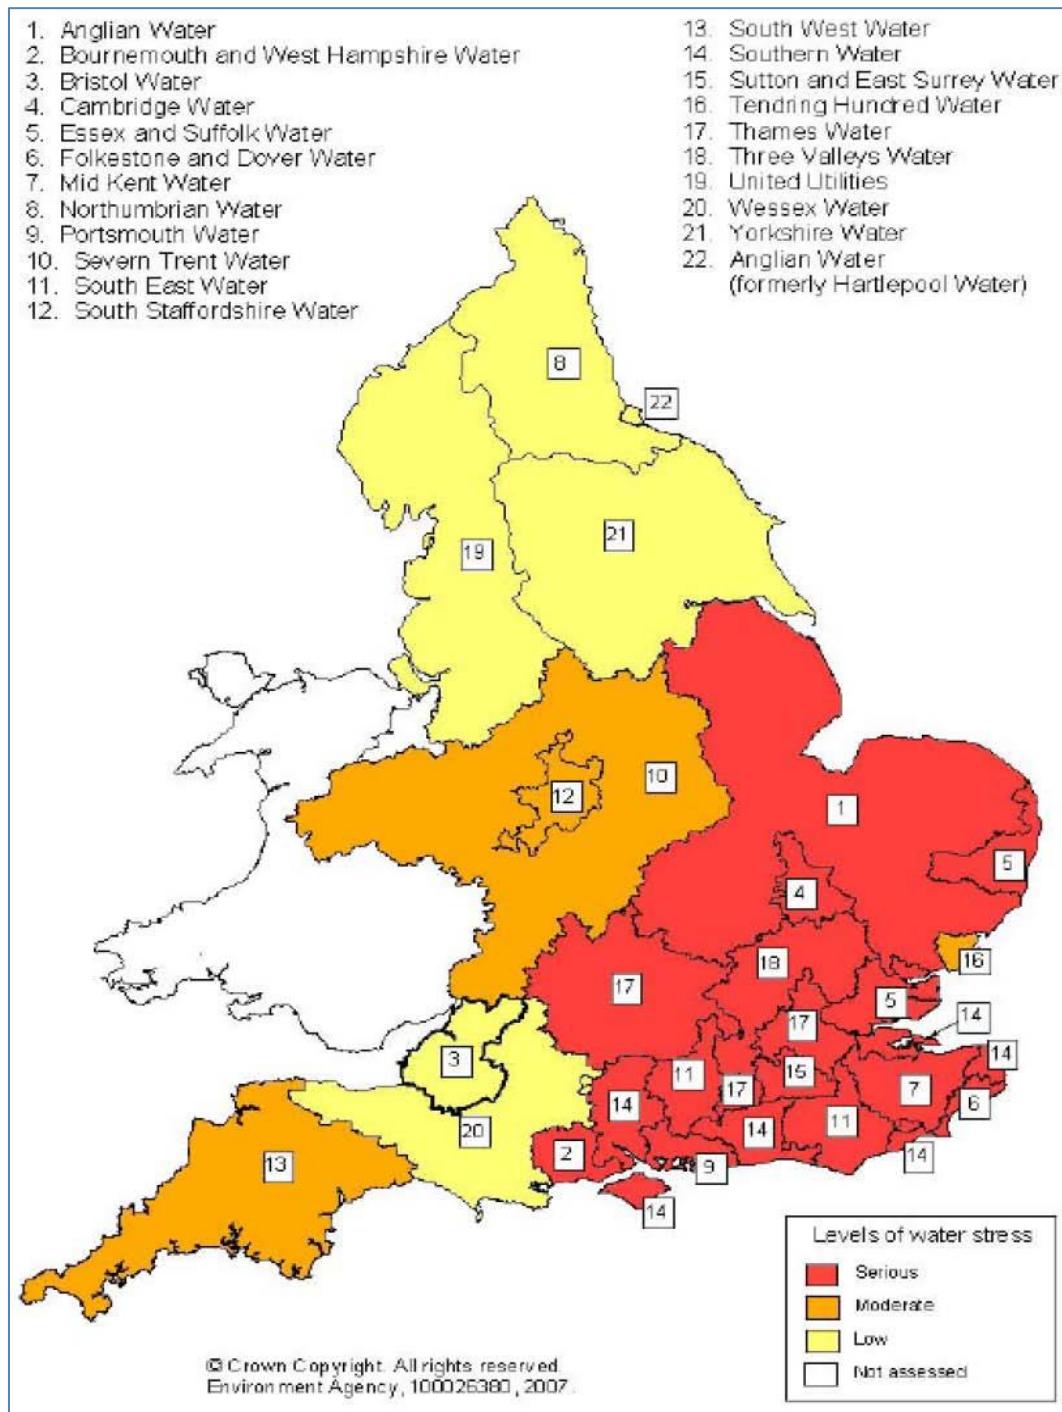 1. Anglian Water
2. Bournemouth and West Hampshire Water
3. Bristol Water
4. Cambridge Water
5. Essex and Suffolk Water
6. Folkestone and Dover Water
7. Mid Kent Water
8. Northumbrian Water
9. Portsmouth Water
10. Severn Trent Water
11. South East Water
12. South Staffordshire Water
13. South West Water
14. Southern Water
15. Sutton and East Surrey Water
16. Tendring Hundred Water
17. Thames Water
18. Three Valleys Water
19. United Utilities
20. Wessex Water
21. Yorkshire Water
22. Anglian Water
(formerly Hartlepool Water)
8
22
21
19
10
12
1
5
4
16
18
17
5
14
17
14
3
15
11
7
17
6
14
11
20
14
2
14
9
13
14
Levels of water stress
Serious
Moderate
Low
Not assessed
© Crown Copyright. All rights reserved.
Environment Agency, 100026380, 2007.